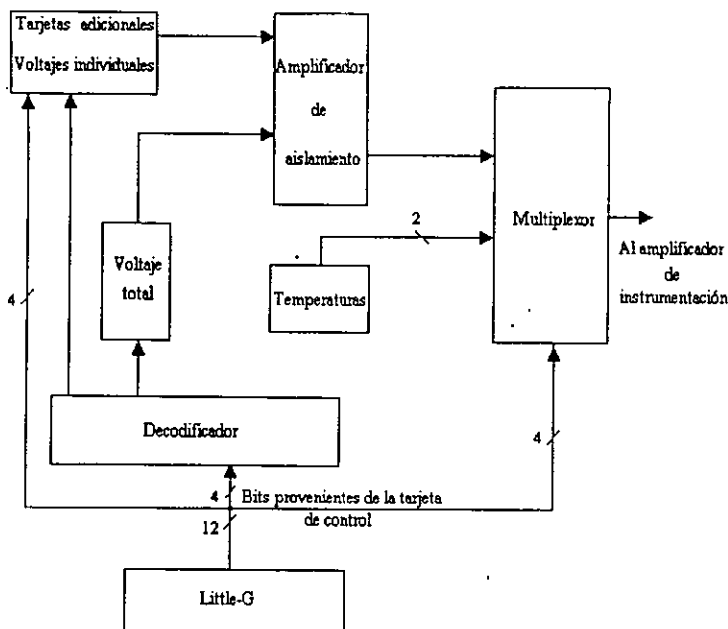 Tarjetas adicionales
Voltajes individuales
Amplificador
de
aislamiento
Multiplexor
2
Al amplificador
de
instrumentación
Voltaje
total
Temperaturas
4
Decodificador
4
4
Bits provenientes de la tarjeta
de control
12
Little-G